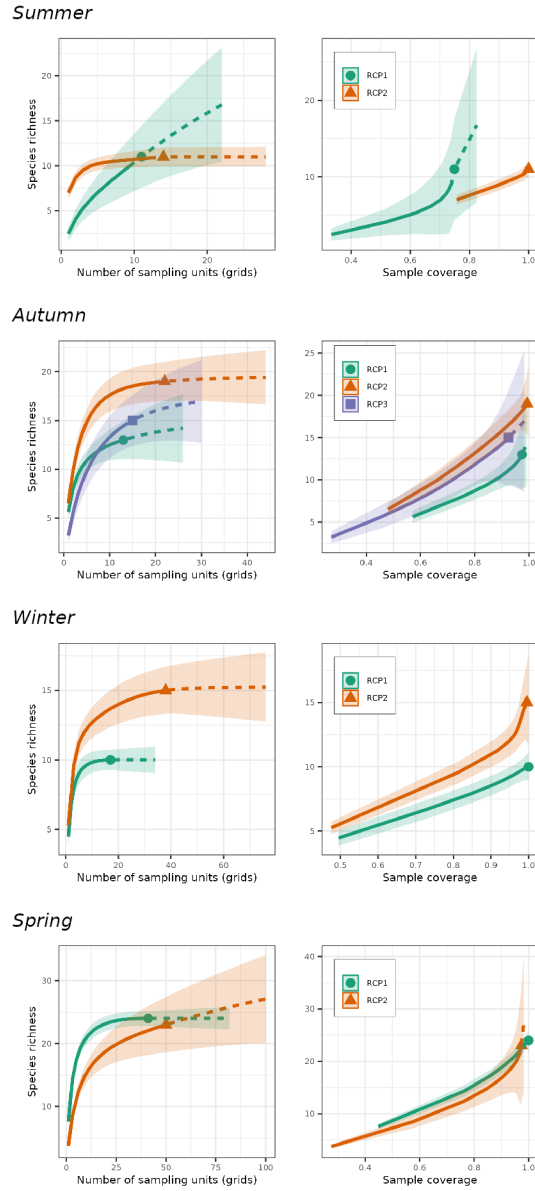 Summer
Species richness
20
15
10
5
0
10
20
Number of sampling units (grids)
RCP1
RCP2
20
10
0.4
0.6
0.8
1.0
Sample coverage
Autumn
Species richness
20
15
10
5
0
10
20
30
40
Number of sampling units (grids)
RCP1
RCP2
RCP3
25
20
15
10
5
0.4
0.6
0.8
1.0
Sample coverage
Winter
Species richness
15
10
5
0
20
40
60
Number of sampling units (grids)
RCP1
RCP2
15
10
5
0.5
0.6
0.7
0.8
0.9
1.0
Sample coverage
Spring
Species richness
30
20
10
0
25
50
75
100
Number of sampling units (grids)
RCP1
RCP2
40
30
20
10
0.4
0.6
0.8
1.0
Sample coverage